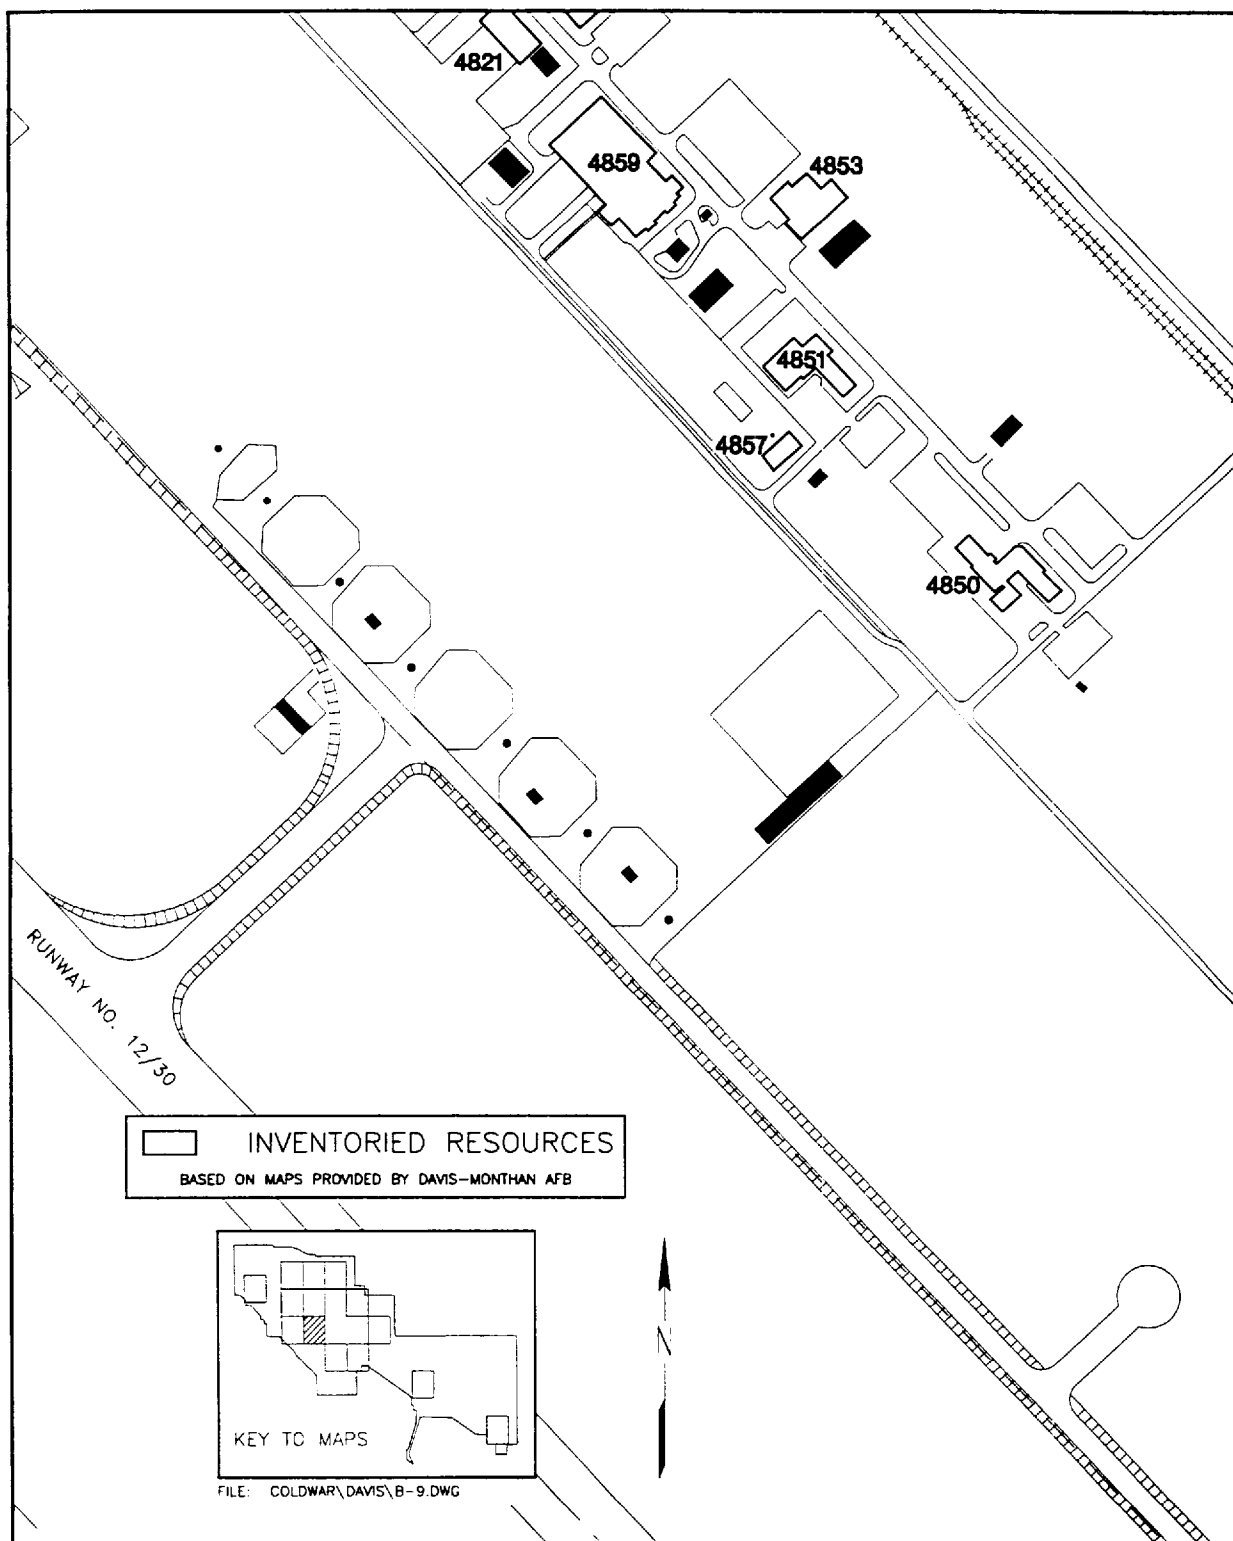 4821
4859
4853
4851
4857
4850
RUNWAY NO. 12/30
INVENTORIED RESOURCES
BASED ON MAPS PROVIDED BY DAVIS-MONTHAN AFB
N
KEY TO MAPS
FILE: COLDWAR\DAVIS\B-9.DWG